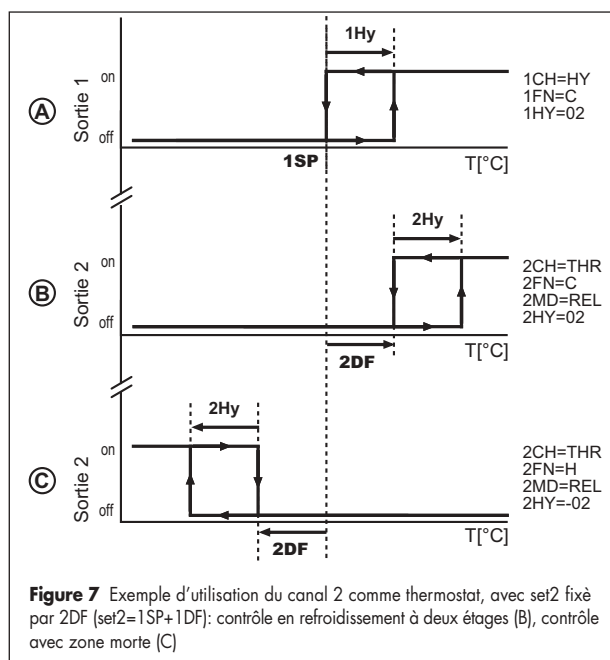 1Hy
on
Sortie 1
off
A
1CH=HY
1FN=C
1HY=02
1SP
T[°C]
2Hy
on
Sortie 2
off
B
2CH=THR
2FN=C
2MD=REL
2HY=02
T[°C]
2DF
2Hy
on
Sortie 2
off
C
2CH=THR
2FN=H
2MD=REL
2HY=-02
T[°C]
2DF
Figure 7 Exemple d'utilisation du canal 2 comme thermostat, avec set2 fixè
par 2DF (set2=1SP+1DF): contrôle en refroidissement à deux étages (B), contrôle
avec zone morte (C)